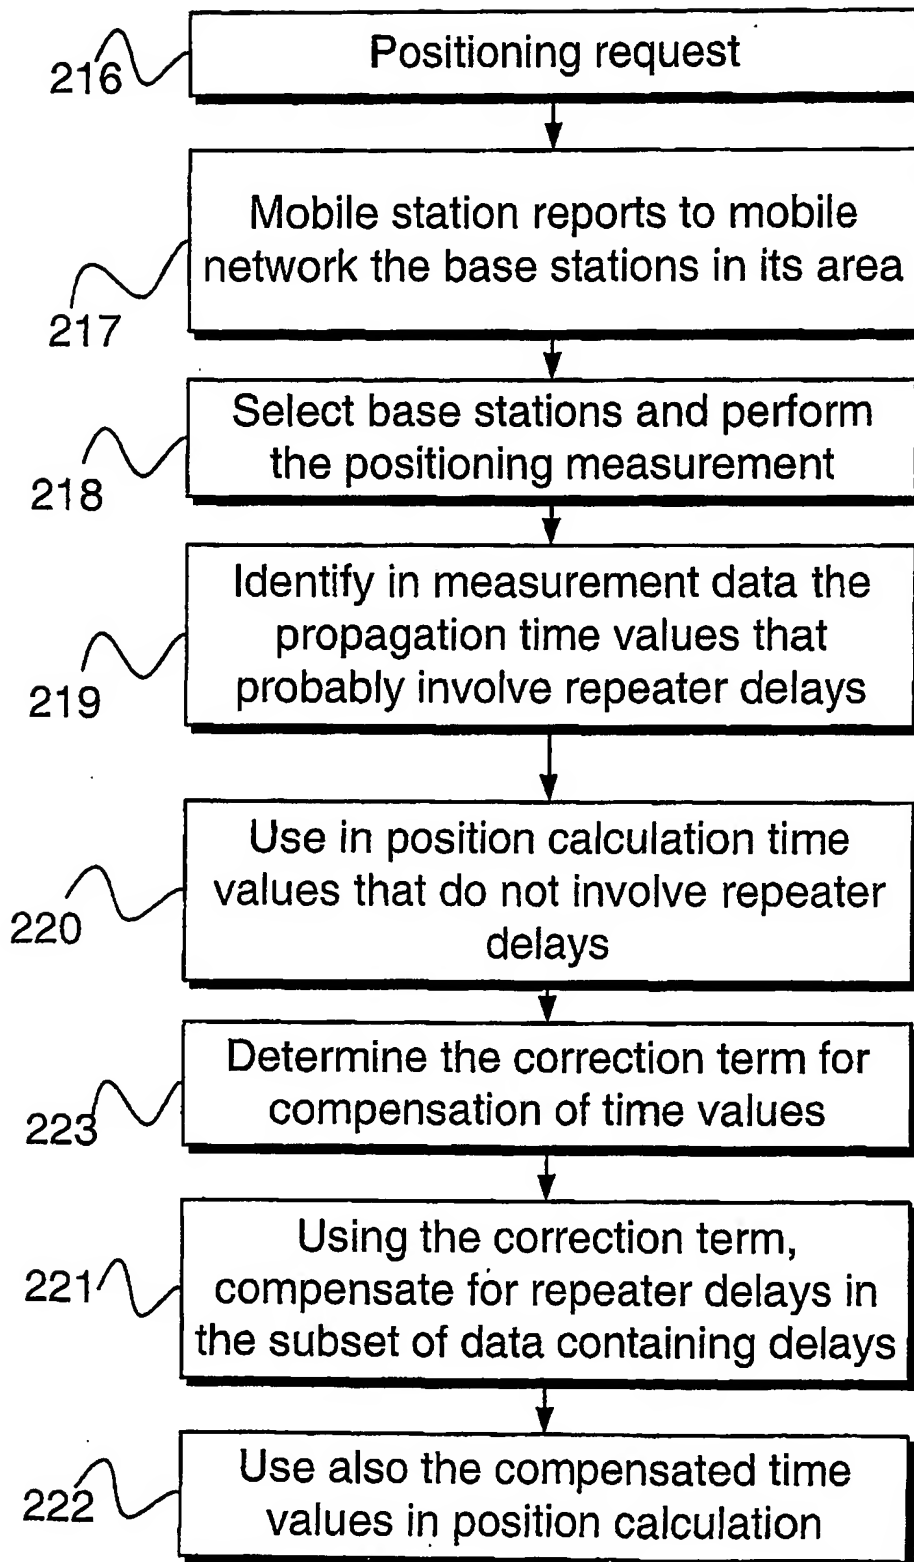 Positioning request
216
Mobile station reports to mobile
network the base stations in its area
217
Select base stations and perform
the positioning measurement
218
Identify in measurement data the
propagation time values that
probably involve repeater delays
219
Use in position calculation time
values that do not involve repeater
delays
220
Determine the correction term for
compensation of time values
223
Using the correction term,
compensate for repeater delays in
the subset of data containing delays
221
Use also the compensated time
values in position calculation
222